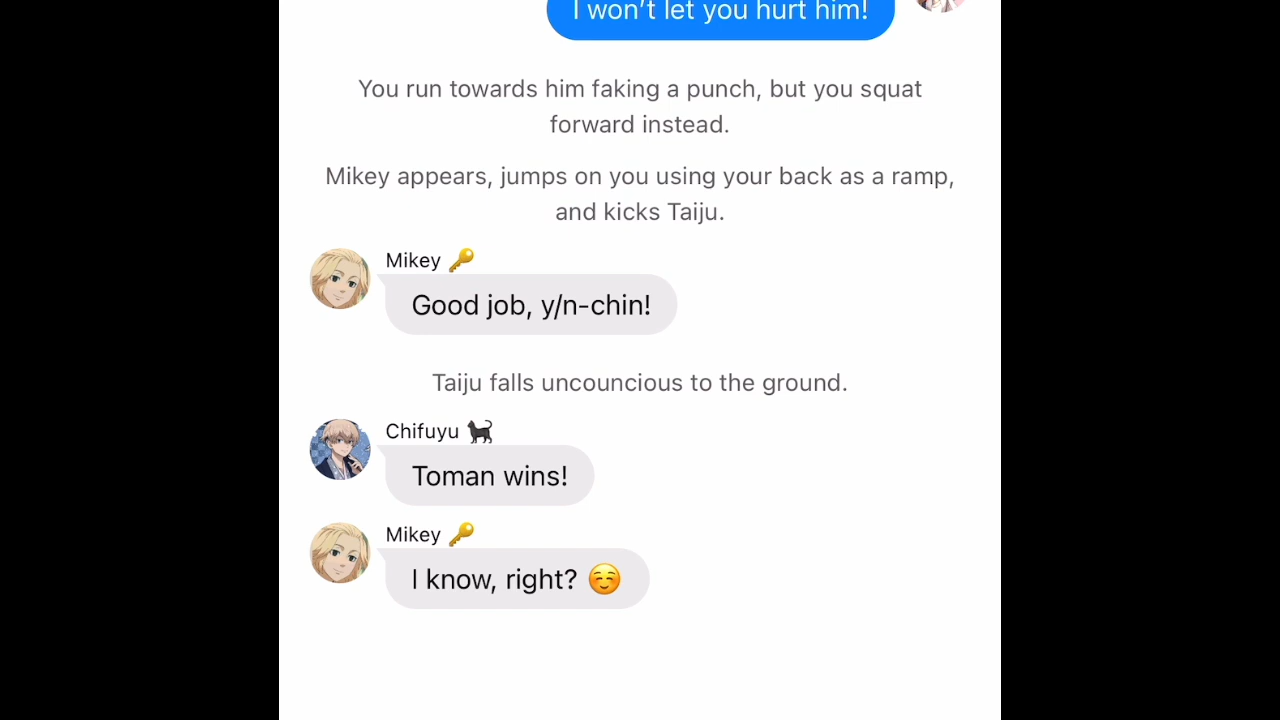 I won't let you hurt him!
You run towards him faking a punch, but you squat
forward instead.
Mikey appears, jumps on you using your back as a ramp,
and kicks Taiju.
Mikey 🔑
Good job, y/n-chin!
Taiju falls uncouncious to the ground.
Chifuyu 🐈‍⬛
Toman wins!
Mikey 🔑
I know, right? ☺️